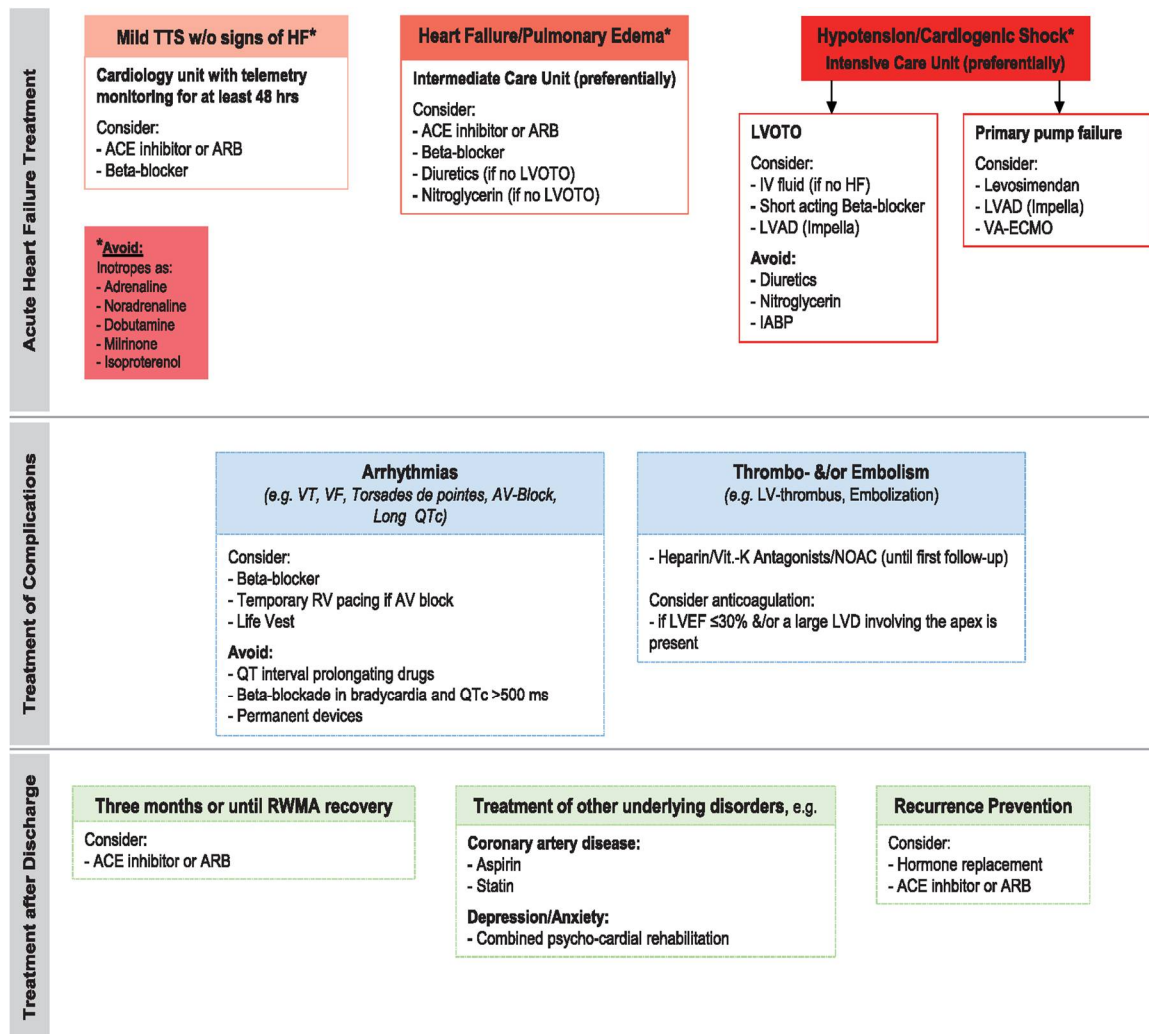 Acute Heart Failure Treatment
Mild TTS w/o signs of HF*
Cardiology unit with telemetry
monitoring for at least 48 hrs
Consider:
- ACE inhibitor or ARB
- Beta-blocker
*Avoid:
Inotropes as:
- Adrenaline
- Noradrenaline
- Dobutamine
- Milrinone
- Isoproterenol
Heart Failure/Pulmonary Edema*
Intermediate Care Unit (preferentially)
Consider:
- ACE inhibitor or ARB
- Beta-blocker
- Diuretics (if no LVOTO)
- Nitroglycerin (if no LVOTO)
Hypotension/Cardiogenic Shock*
Intensive Care Unit (preferentially)
LVOTO
Consider:
- IV fluid (if no HF)
- Short acting Beta-blocker
- LVAD (Impella)
Avoid:
- Diuretics
- Nitroglycerin
- IABP
Primary pump failure
Consider:
- Levosimendan
- LVAD (Impella)
- VA-ECMO
Treatment of Complications
Arrhythmias
(e.g. VT, VF, Torsades de pointes, AV-Block,
Long QTc)
Consider:
- Beta-blocker
- Temporary RV pacing if AV block
- Life Vest
Avoid:
- QT interval prolongating drugs
- Beta-blockade in bradycardia and QTc >500 ms
- Permanent devices
Thrombo- &/or Embolism
(e.g. LV-thrombus, Embolization)
- Heparin/Vit.-K Antagonists/NOAC (until first follow-up)
Consider anticoagulation:
- if LVEF ≤30% &/or a large LVD involving the apex is
present
Treatment after Discharge
Three months or until RWMA recovery
Consider:
- ACE inhibitor or ARB
Treatment of other underlying disorders, e.g.
Coronary artery disease:
- Aspirin
- Statin
Depression/Anxiety:
- Combined psycho-cardial rehabilitation
Recurrence Prevention
Consider:
- Hormone replacement
- ACE inhbitor or ARB